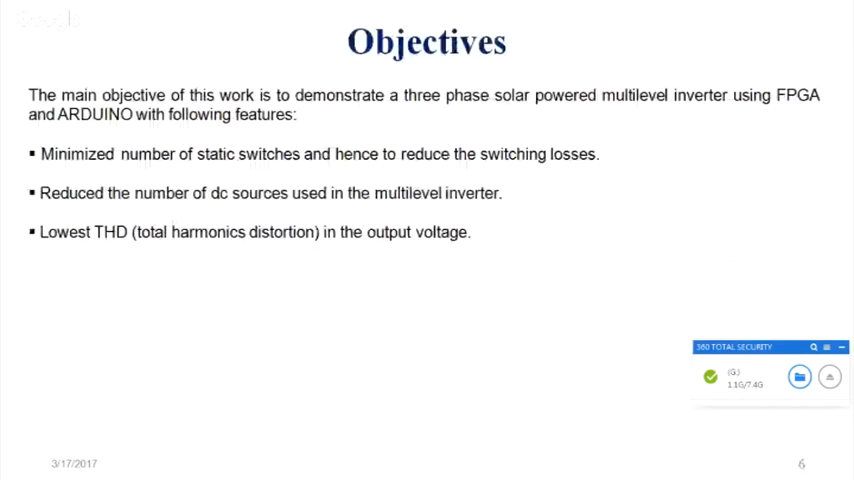 Objectives
The main objective of this work is to demonstrate a three phase solar powered multilevel inverter using FPGA
and ARDUINO with following features:
▪ Minimized number of static switches and hence to reduce the switching losses.
▪ Reduced the number of dc sources used in the multilevel inverter.
▪ Lowest THD (total harmonics distortion) in the output voltage.
360 TOTAL SECURITY
(G:)
1.1G/7.4G
3/17/2017
6